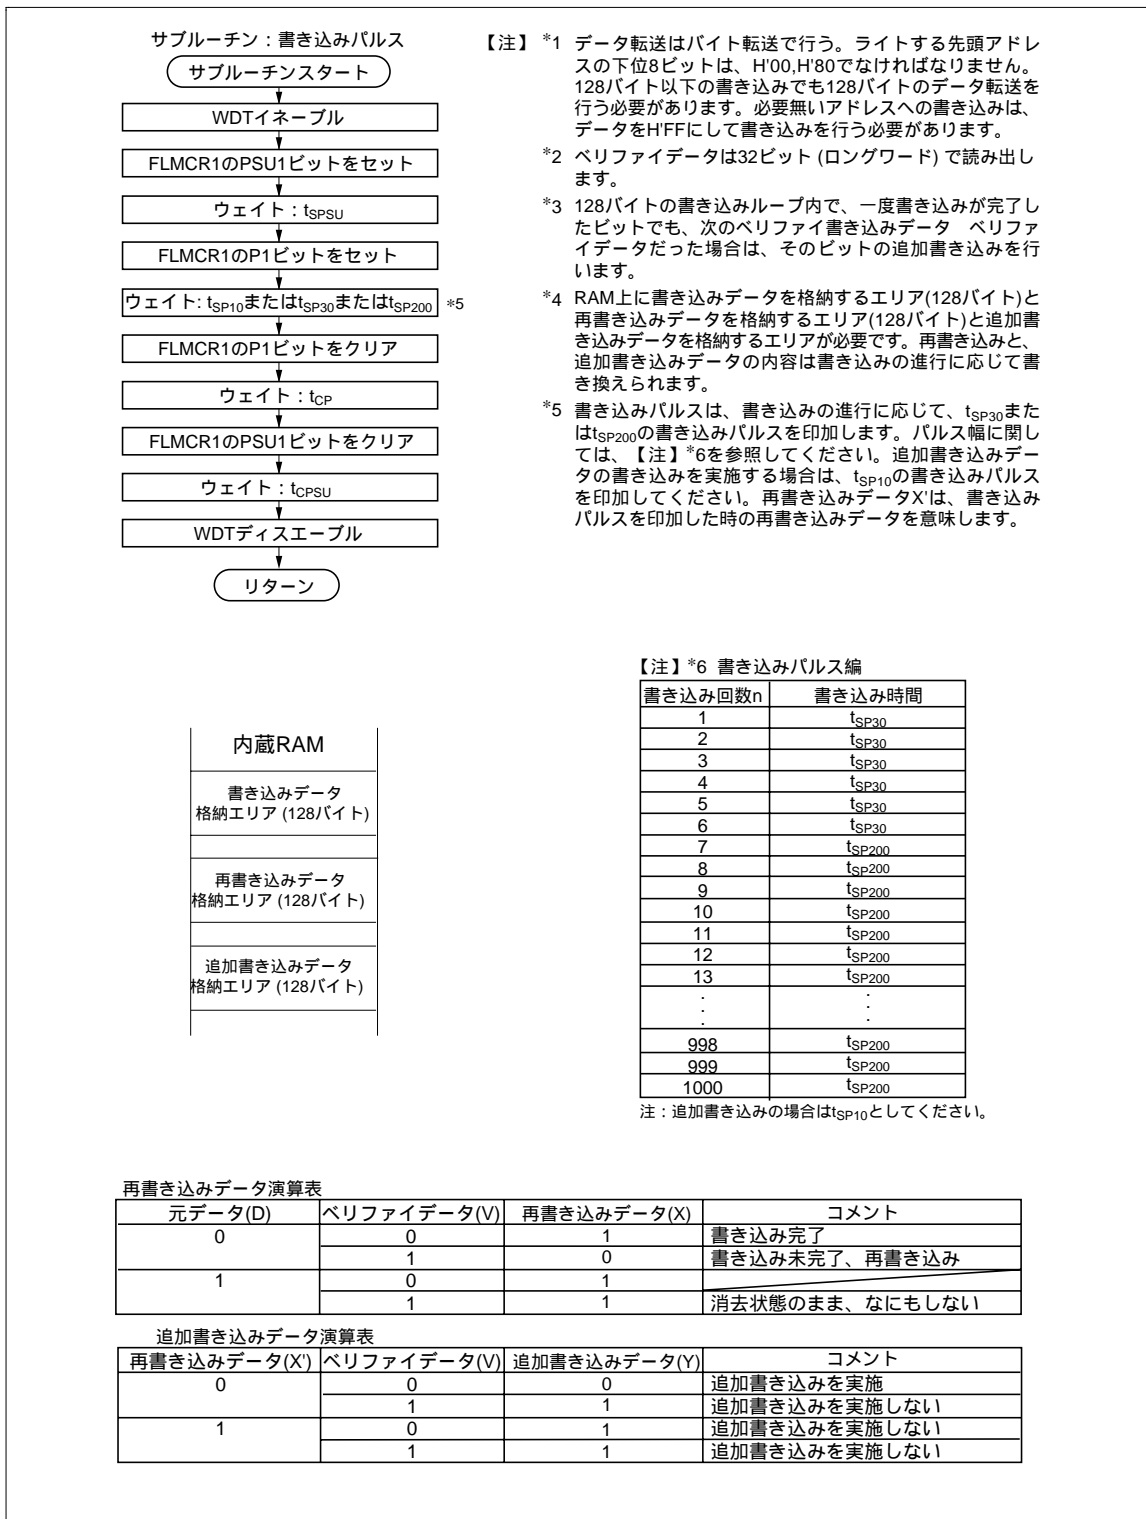 サブルーチン：書き込みパルス
サブルーチンスタート
WDTイネーブル
FLMCR1のPSU1ビットをセット
ウェイト：tSPSU
FLMCR1のP1ビットをセット
ウェイト: tSP10またはtSP30またはtSP200 *5
FLMCR1のP1ビットをクリア
ウェイト：tCP
FLMCR1のPSU1ビットをクリア
ウェイト：tCPSU
WDTディスエーブル
リターン
【注】 *1 データ転送はバイト転送で行う。ライトする先頭アドレ
スの下位8ビットは、H'00,H'80でなければなりません。
128バイト以下の書き込みでも128バイトのデータ転送を
行う必要があります。必要無いアドレスへの書き込みは、
データをH'FFにして書き込みを行う必要があります。
*2 ベリファイデータは32ビット (ロングワード) で読み出し
ます。
*3 128バイトの書き込みループ内で、一度書き込みが完了し
たビットでも、次のベリファイ書き込みデータ　ベリファ
イデータだった場合は、そのビットの追加書き込みを行
います。
*4 RAM上に書き込みデータを格納するエリア(128バイト)と
再書き込みデータを格納するエリア(128バイト)と追加書
き込みデータを格納するエリアが必要です。再書き込みと、
追加書き込みデータの内容は書き込みの進行に応じて書
き換えられます。
*5 書き込みパルスは、書き込みの進行に応じて、tSP30また
はtSP200の書き込みパルスを印加します。パルス幅に関し
ては、【注】*6を参照してください。追加書き込みデー
タの書き込みを実施する場合は、tSP10の書き込みパルス
を印加してください。再書き込みデータX'は、書き込み
パルスを印加した時の再書き込みデータを意味します。
内蔵RAM
書き込みデータ
格納エリア (128バイト)
再書き込みデータ
格納エリア (128バイト)
追加書き込みデータ
格納エリア (128バイト)
【注】*6 書き込みパルス編
書き込み回数n 書き込み時間
1 tSP30
2 tSP30
3 tSP30
4 tSP30
5 tSP30
6 tSP30
7 tSP200
8 tSP200
9 tSP200
10 tSP200
11 tSP200
12 tSP200
13 tSP200
. .
. .
. .
998 tSP200
999 tSP200
1000 tSP200
注：追加書き込みの場合はtSP10としてください。
再書き込みデータ演算表
元データ(D) ベリファイデータ(V) 再書き込みデータ(X) コメント
0 0 1 書き込み完了
1 0 書き込み未完了、再書き込み
1 0 1
1 1 消去状態のまま、なにもしない
追加書き込みデータ演算表
再書き込みデータ(X') ベリファイデータ(V) 追加書き込みデータ(Y) コメント
0 0 0 追加書き込みを実施
1 1 追加書き込みを実施しない
1 0 1 追加書き込みを実施しない
1 1 追加書き込みを実施しない